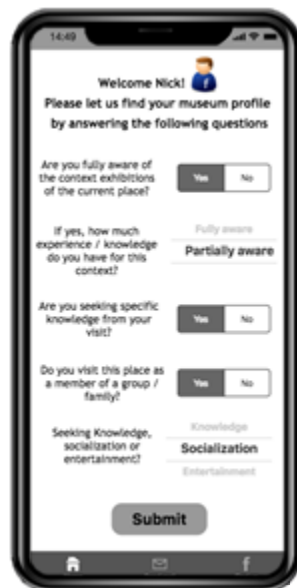 14:49
Welcome Nick!
Please let us find your museum profile
by answering the following questions
Are you fully aware of
the context exhibitions
of the current place?
Yes No
If yes, how much
experience / knowledge
do you have for this
context?
Fully aware
Partially aware
Are you seeking specific
knowledge from your
visit?
Yes No
Do you visit this place as
a member of a group /
family?
Yes No
Seeking Knowledge,
socialization or
entertainment?
Knowledge
Socialization
Entertainment
Submit